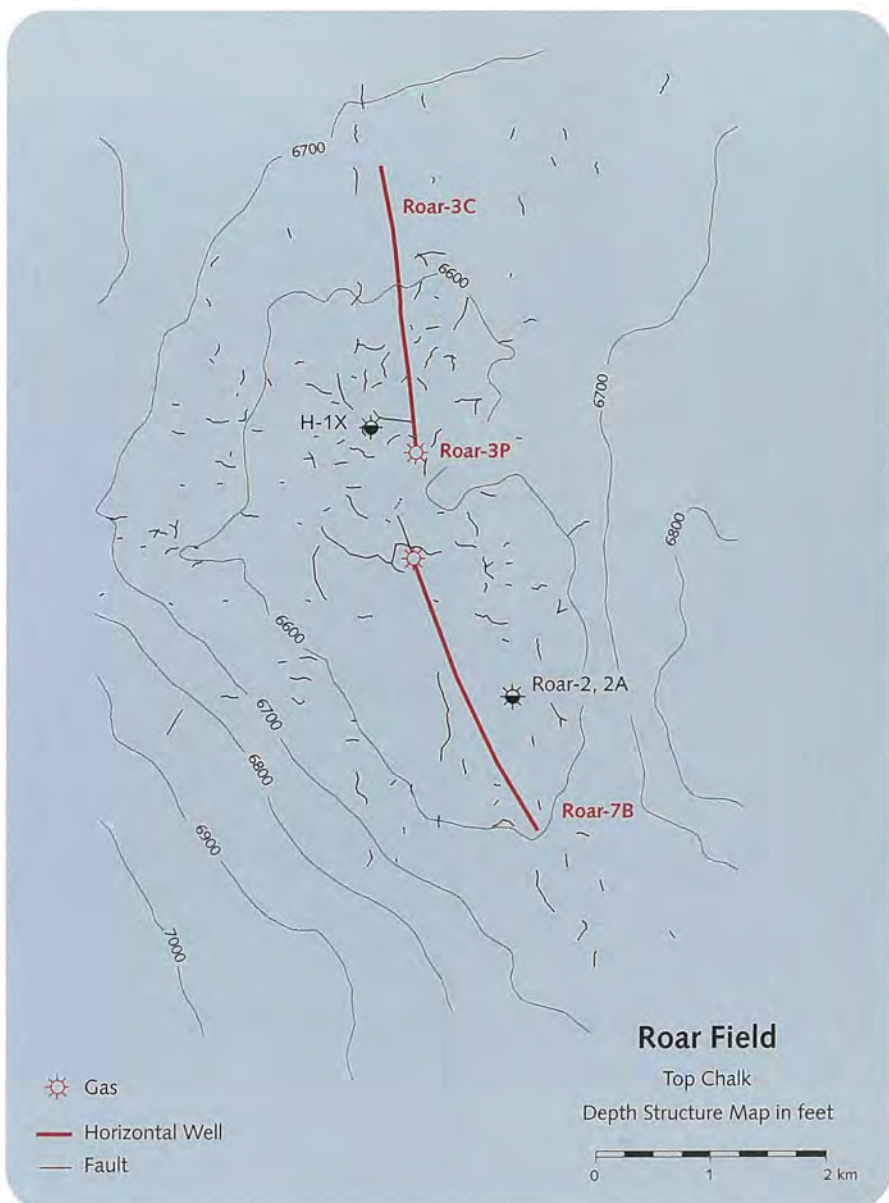 6700
Roar-3C
6600
6700
H-1X
Roar-3P
6800
6600
Roar-2, 2A
6700
6800
Roar-7B
6900
7000
Roar Field
Top Chalk
Depth Structure Map in feet
0 1 2 km
Gas
Horizontal Well
Fault